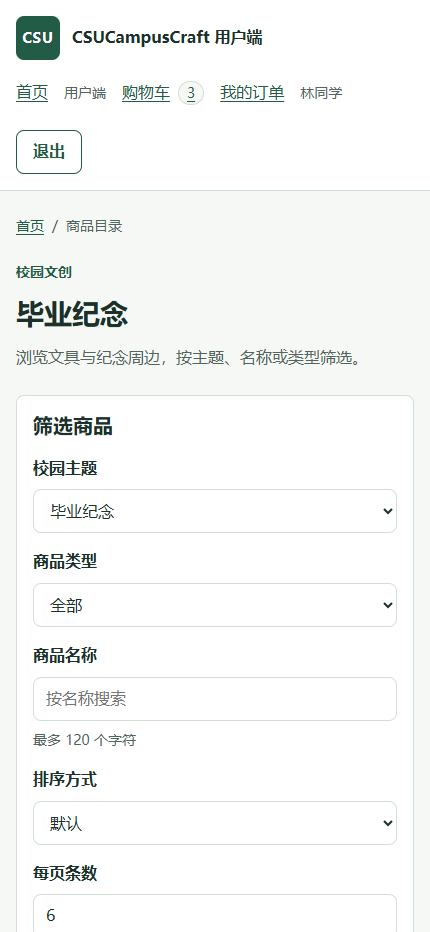 CSU CSUCampusCraft 用户端
首页 用户端 购物车 3 我的订单 林同学
退出
首页 / 商品目录
校园文创
毕业纪念
浏览文具与纪念周边，按主题、名称或类型筛选。
筛选商品
校园主题
毕业纪念
商品类型
全部
商品名称
按名称搜索
最多 120 个字符
排序方式
默认
每页条数
6